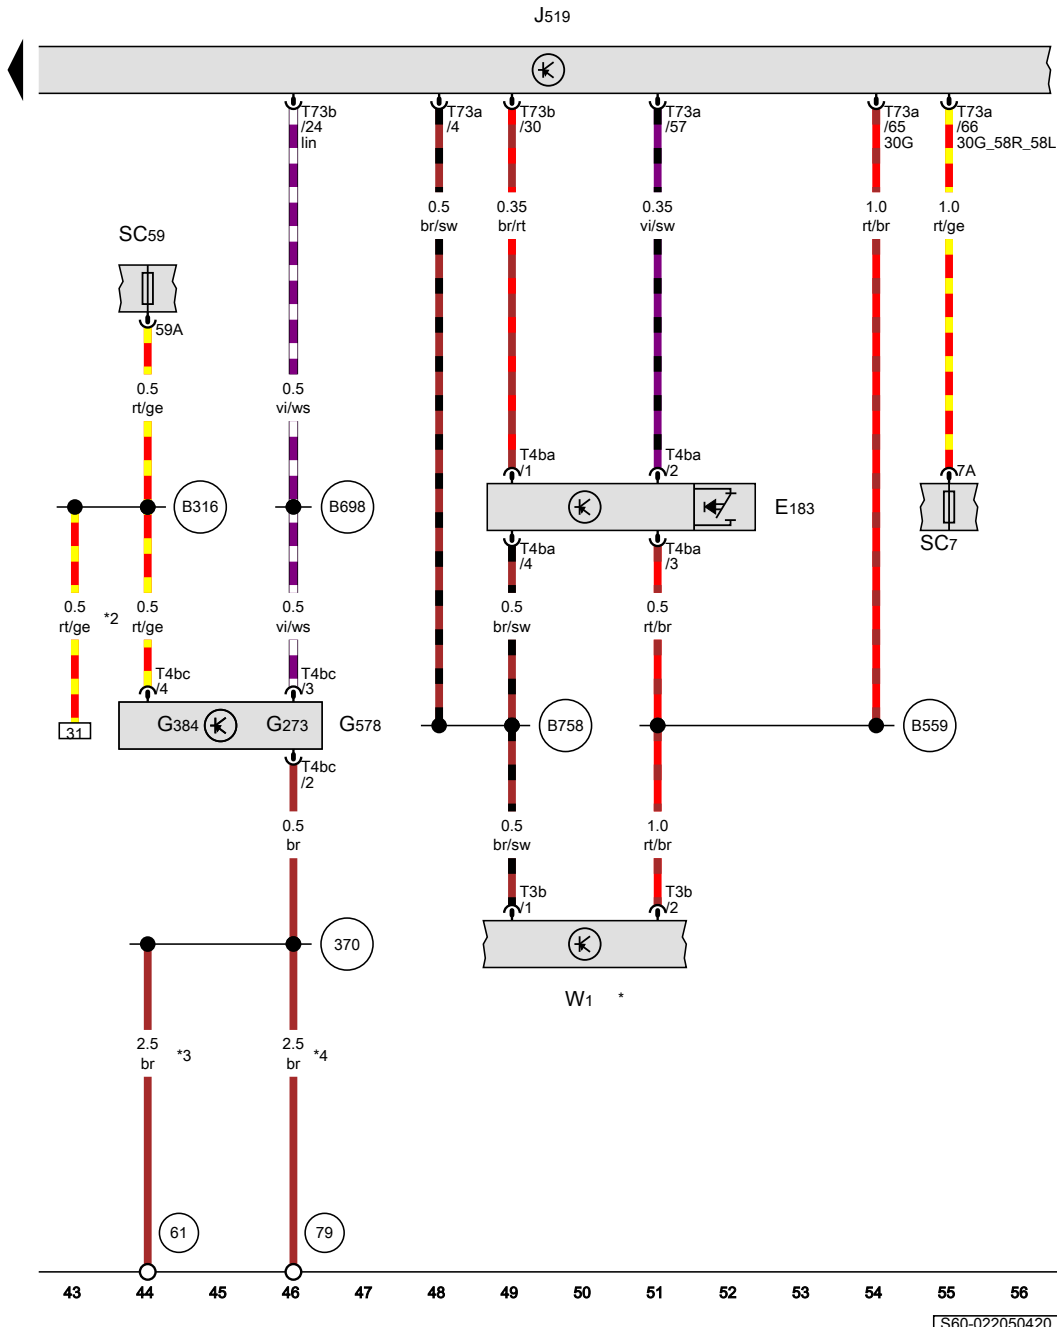 J519
T73b
/24
lin
T73a
/4
T73b
/30
T73a
/57
T73a
/65
30G
T73a
/66
30G_58R_58L
0.5
br/sw
0.35
br/rt
0.35
vi/sw
1.0
rt/br
1.0
rt/ge
SC59
59A
0.5
rt/ge
0.5
vi/ws
T4ba
/1
T4ba
/2
7A
B316
B698
E183
SC7
T4ba
/4
T4ba
/3
0.5
rt/ge
*2
0.5
rt/ge
0.5
vi/ws
0.5
br/sw
0.5
rt/br
T4bc
/4
T4bc
/3
31
G384
G273
G578
B758
B559
T4bc
/2
0.5
br
0.5
br/sw
1.0
rt/br
T3b
/1
T3b
/2
370
W1 *
2.5
br
*3
2.5
br
*4
61
79
43 44 45 46 47 48 49 50 51 52 53 54 55 56
S60-022050420